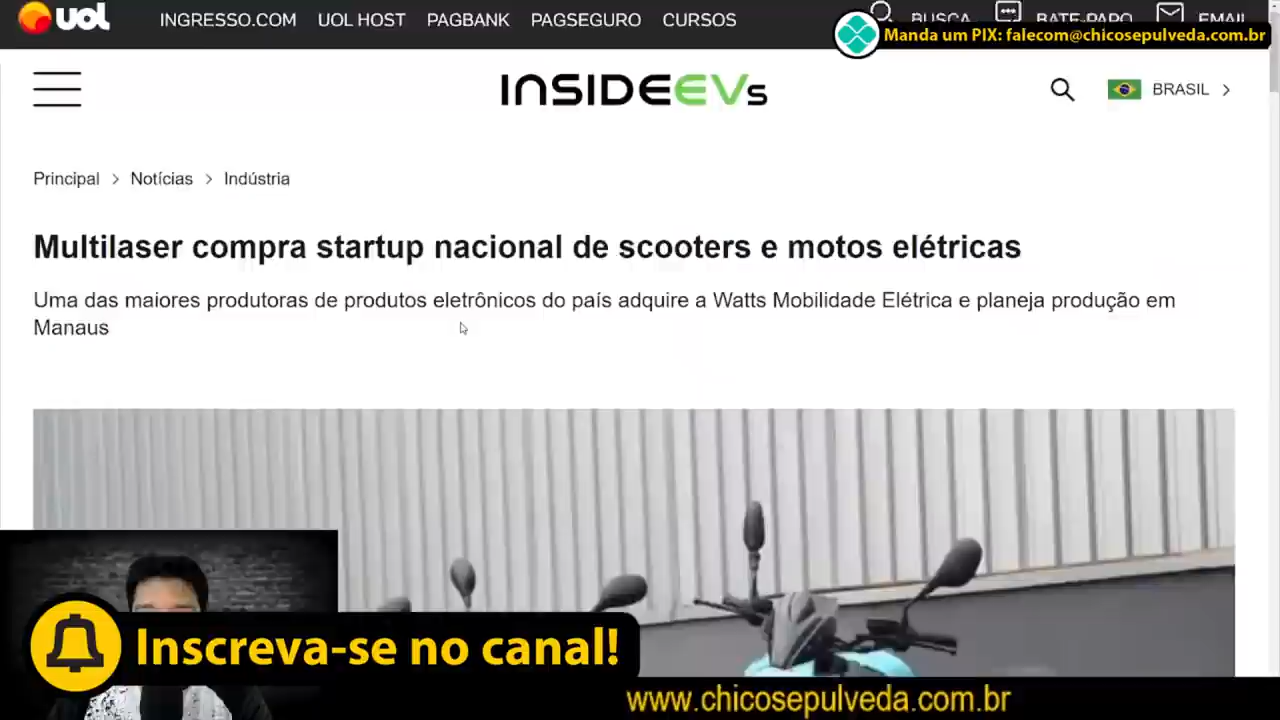 uol INGRESSO.COM UOL HOST PAGBANK PAGSEGURO CURSOS BUSCA BATE-PAPO EMAIL
Manda um PIX: falecom@chicosepulveda.com.br
INSIDEEVs BRASIL
Principal > Notícias > Indústria
Multilaser compra startup nacional de scooters e motos elétricas
Uma das maiores produtoras de produtos eletrônicos do país adquire a Watts Mobilidade Elétrica e planeja produção em
Manaus
Inscreva-se no canal!
www.chicosepulveda.com.br